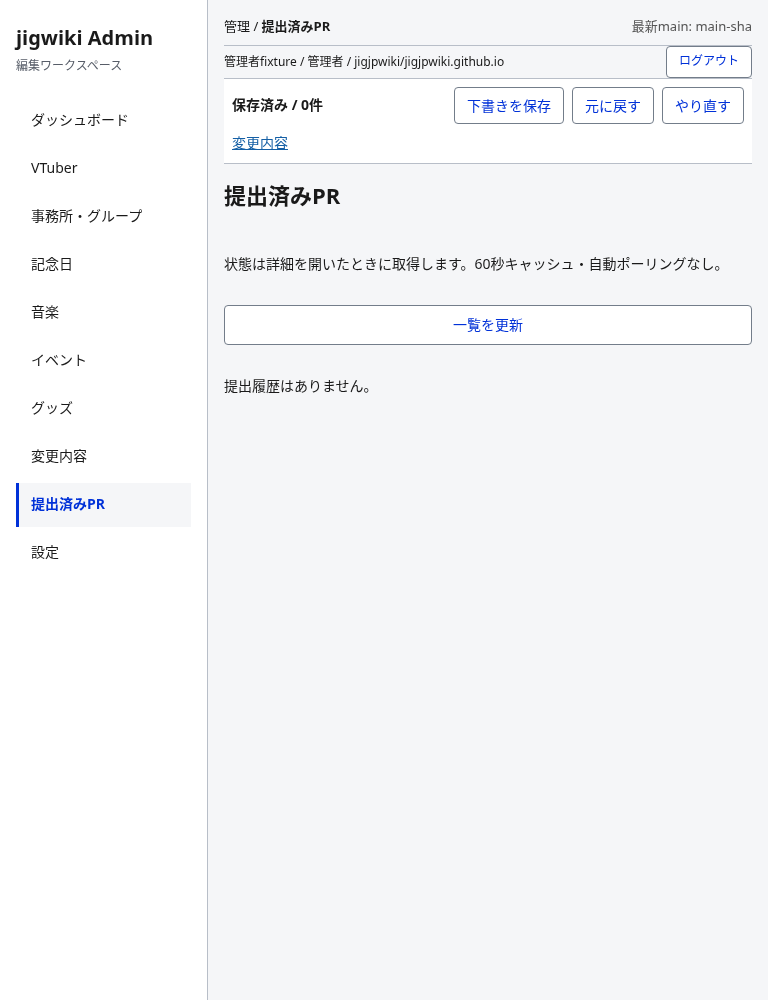 jigwiki Admin
編集ワークスペース
ダッシュボード
VTuber
事務所・グループ
記念日
音楽
イベント
グッズ
変更内容
提出済みPR
設定
管理 / 提出済みPR
最新main: main-sha
管理者fixture / 管理者 / jigjpwiki/jigjpwiki.github.io
ログアウト
保存済み / 0件
下書きを保存
元に戻す
やり直す
変更内容
提出済みPR
状態は詳細を開いたときに取得します。60秒キャッシュ・自動ポーリングなし。
一覧を更新
提出履歴はありません。